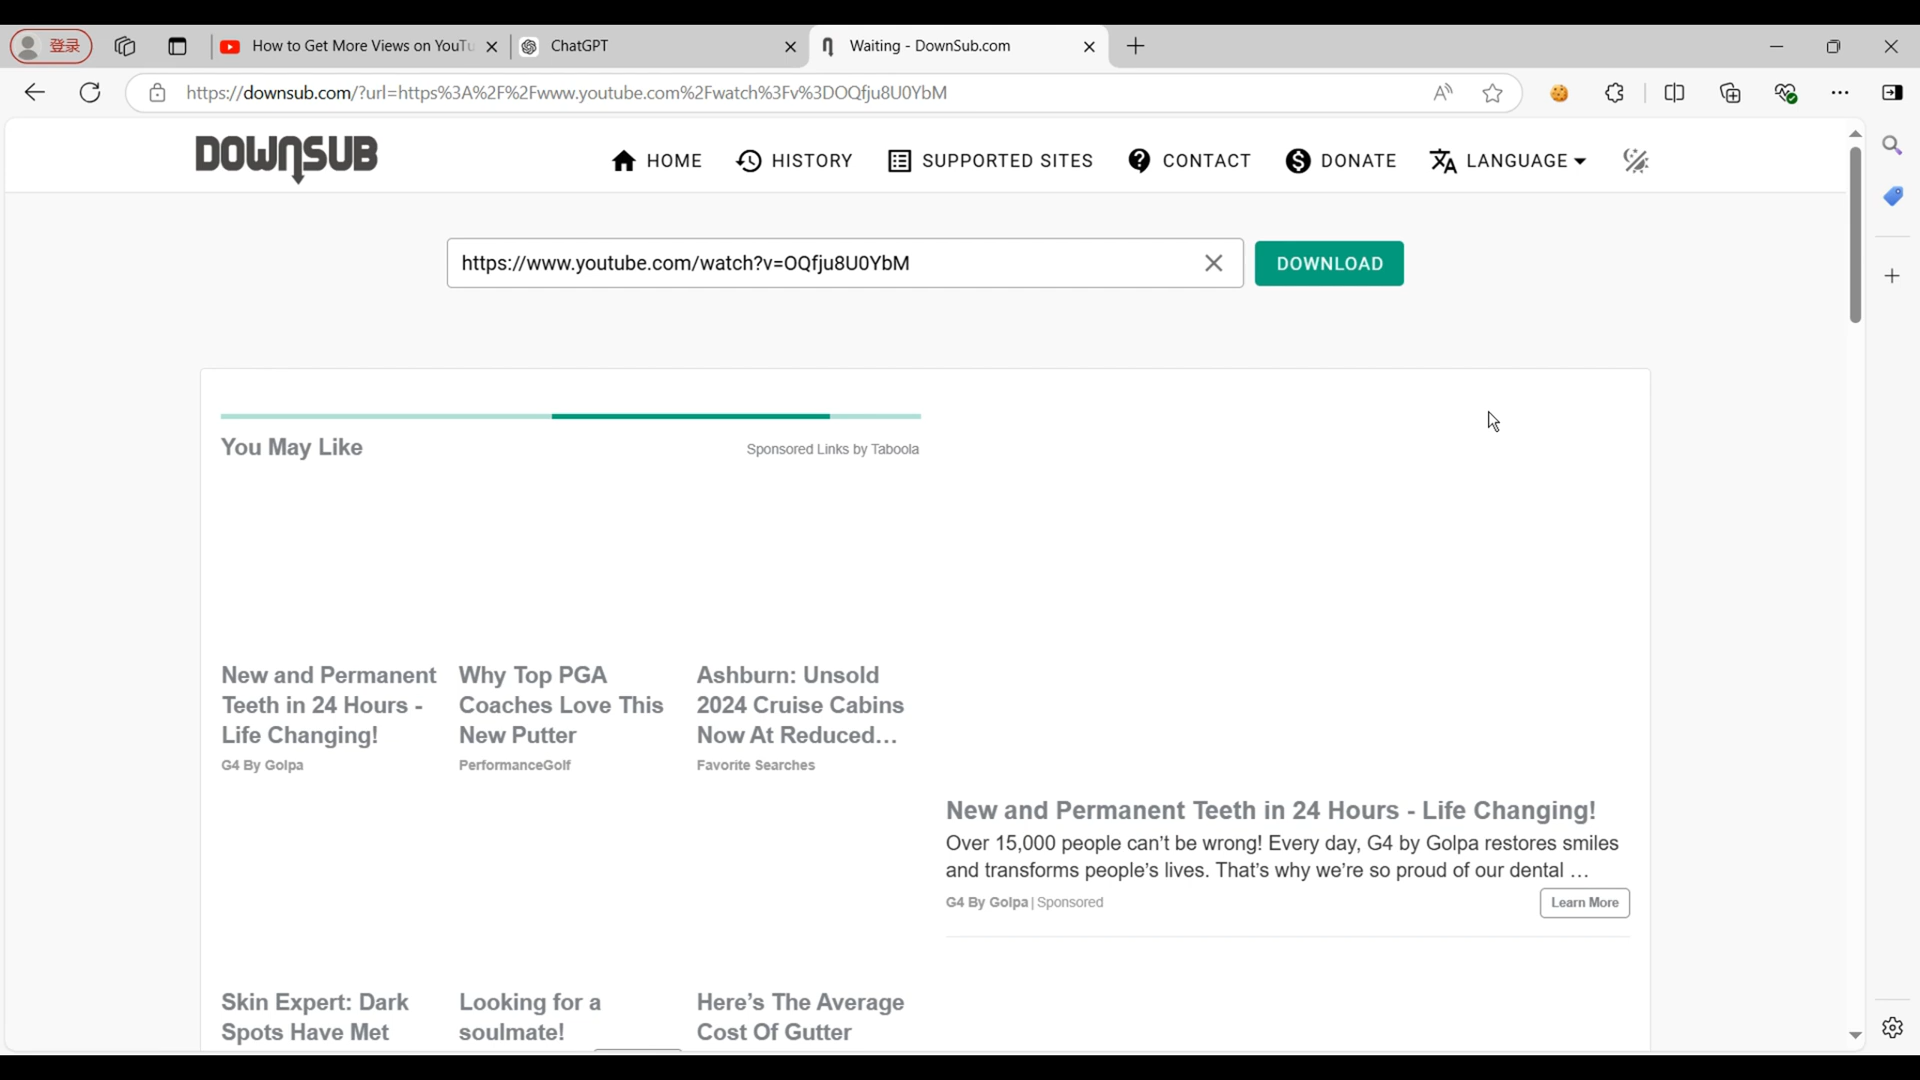 登录
How to Get More Views on YouTu
ChatGPT
Waiting - DownSub.com
https://downsub.com/?url=https%3A%2F%2Fwww.youtube.com%2Fwatch%3Fv%3DOQfju8U0YbM
DOWNSUB
HOME
HISTORY
SUPPORTED SITES
CONTACT
DONATE
LANGUAGE
https://www.youtube.com/watch?v=OQfju8U0YbM
DOWNLOAD
You May Like
Sponsored Links by Taboola
New and Permanent
Teeth in 24 Hours -
Life Changing!
G4 By Golpa
Why Top PGA
Coaches Love This
New Putter
PerformanceGolf
Ashburn: Unsold
2024 Cruise Cabins
Now At Reduced...
Favorite Searches
New and Permanent Teeth in 24 Hours - Life Changing!
Over 15,000 people can't be wrong! Every day, G4 by Golpa restores smiles
and transforms people's lives. That's why we're so proud of our dental ...
G4 By Golpa | Sponsored
Learn More
Skin Expert: Dark
Spots Have Met
Looking for a
soulmate!
Here's The Average
Cost Of Gutter